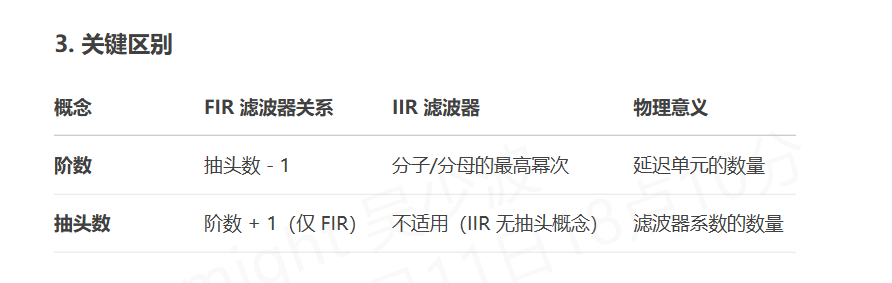 3. 关键区别
概念 FIR 滤波器关系 IIR 滤波器 物理意义
阶数 抽头数 - 1 分子/分母的最高幂次 延迟单元的数量
抽头数 阶数 + 1（仅 FIR） 不适用（IIR 无抽头概念） 滤波器系数的数量